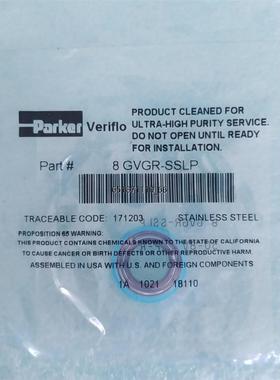 Parker Veriflo
PRODUCT CLEANED FOR
ULTRA-HIGH PURITY SERVICE.
DO NOT OPEN UNTIL READY
FOR INSTALLATION.
Part # 8 GVGR-SSLP
TRACEABLE CODE: 171203 STAINLESS STEEL
PROPOSITION 65 WARNING:
THIS PRODUCT CONTAINS CHEMICALS KNOWN TO THE STATE OF CALIFORNIA
TO CAUSE CANCER OR BIRTH DEFECTS OR OTHER REPRODUCTIVE HARM.
ASSEMBLED IN USA WITH U.S. AND FOREIGN COMPONENTS
1A 1021 18110